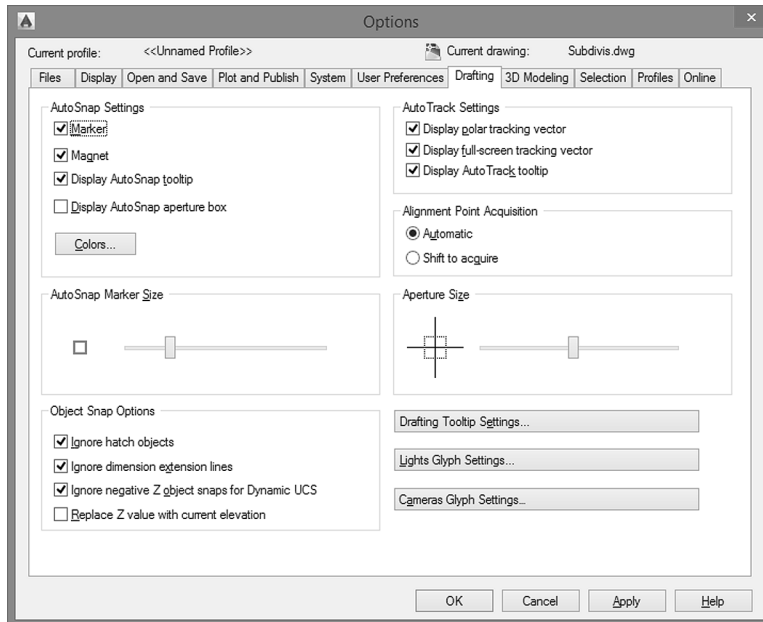 Options
Current profile: <<Unnamed Profile>> Current drawing: Subdivis.dwg
Files Display Open and Save Plot and Publish System User Preferences Drafting 3D Modeling Selection Profiles Online
AutoSnap Settings
Marker
Magnet
Display AutoSnap tooltip
Display AutoSnap aperture box
Colors...
AutoTrack Settings
Display polar tracking vector
Display full-screen tracking vector
Display AutoTrack tooltip
Alignment Point Acquisition
Automatic
Shift to acquire
AutoSnap Marker Size
Aperture Size
Object Snap Options
Ignore hatch objects
Ignore dimension extension lines
Ignore negative Z object snaps for Dynamic UCS
Replace Z value with current elevation
Drafting Tooltip Settings...
Lights Glyph Settings...
Cameras Glyph Settings...
OK Cancel Apply Help